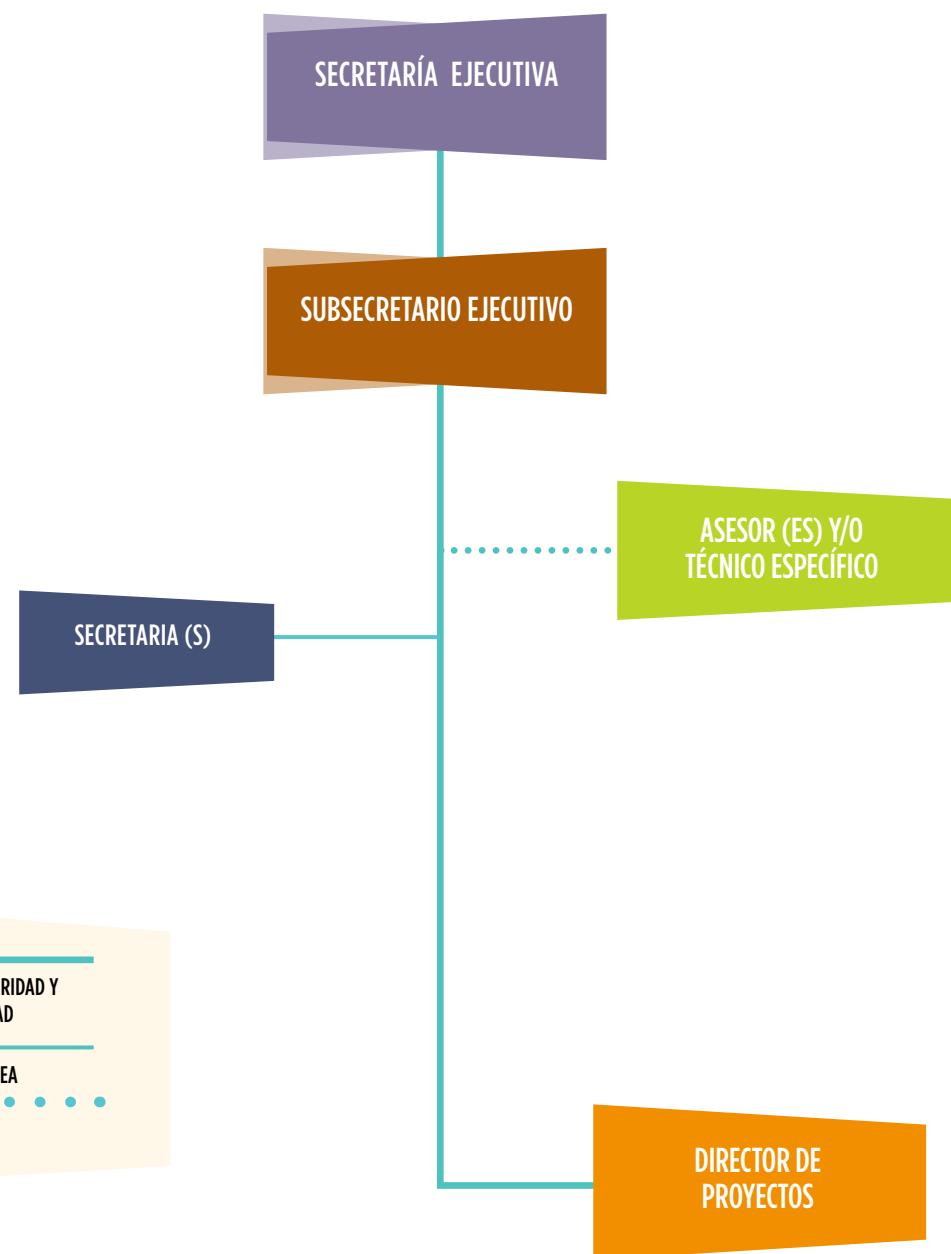 SECRETARÍA EJECUTIVA
SUBSECRETARIO EJECUTIVO
ASESOR (ES) Y/O
TÉCNICO ESPECÍFICO
SECRETARIA (S)
RIDAD Y
AD
EA
DIRECTOR DE
PROYECTOS